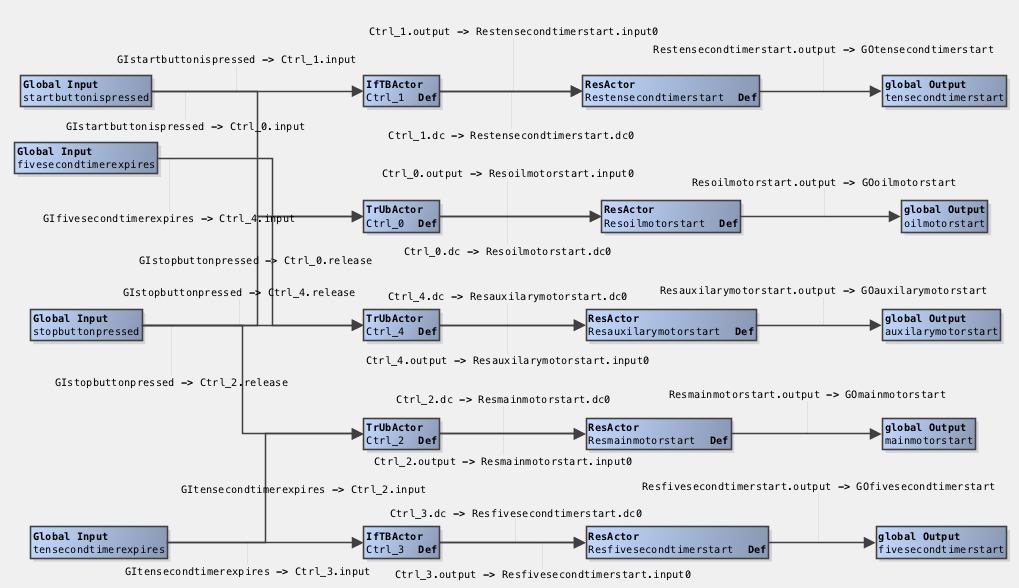 Ctrl_1.output -> Restensecondtimerstart.input0
Restensecondtimerstart.output -> GOtensecondtimerstart
GIstartbuttonispressed -> Ctrl_1.input
Global Input
startbuttonispressed
IfTBActor
Ctrl_1 Def
ResActor
Restensecondtimerstart Def
global Output
tensecondtimerstart
GIstartbuttonispressed -> Ctrl_0.input
Ctrl_1.dc -> Restensecondtimerstart.dc0
Global Input
fivesecondtimerexpires
Ctrl_0.output -> Resoilmotorstart.input0
Resoilmotorstart.output -> GOoilmotorstart
GIfivesecondtimerexpires -> Ctrl_4.input
TrUbActor
Ctrl_0 Def
ResActor
Resoilmotorstart Def
global Output
oilmotorstart
Ctrl_0.dc -> Resoilmotorstart.dc0
GIstopbuttonpressed -> Ctrl_0.release
GIstopbuttonpressed -> Ctrl_4.release
Ctrl_4.dc -> Resauxilarymotorstart.dc0
Resauxilarymotorstart.output -> GOauxilarymotorstart
Global Input
stopbuttonpressed
TrUbActor
Ctrl_4 Def
ResActor
Resauxilarymotorstart Def
global Output
auxilarymotorstart
Ctrl_4.output -> Resauxilarymotorstart.input0
GIstopbuttonpressed -> Ctrl_2.release
Ctrl_2.dc -> Resmainmotorstart.dc0
Resmainmotorstart.output -> GOmainmotorstart
TrUbActor
Ctrl_2 Def
ResActor
Resmainmotorstart Def
global Output
mainmotorstart
Ctrl_2.output -> Resmainmotorstart.input0
GItensecondtimerexpires -> Ctrl_2.input
Resfivesecondtimerstart.output -> GOfivesecondtimerstart
Ctrl_3.dc -> Resfivesecondtimerstart.dc0
Global Input
tensecondtimerexpires
IfTBActor
Ctrl_3 Def
ResActor
Resfivesecondtimerstart Def
global Output
fivesecondtimerstart
GItensecondtimerexpires -> Ctrl_3.input
Ctrl_3.output -> Resfivesecondtimerstart.input0